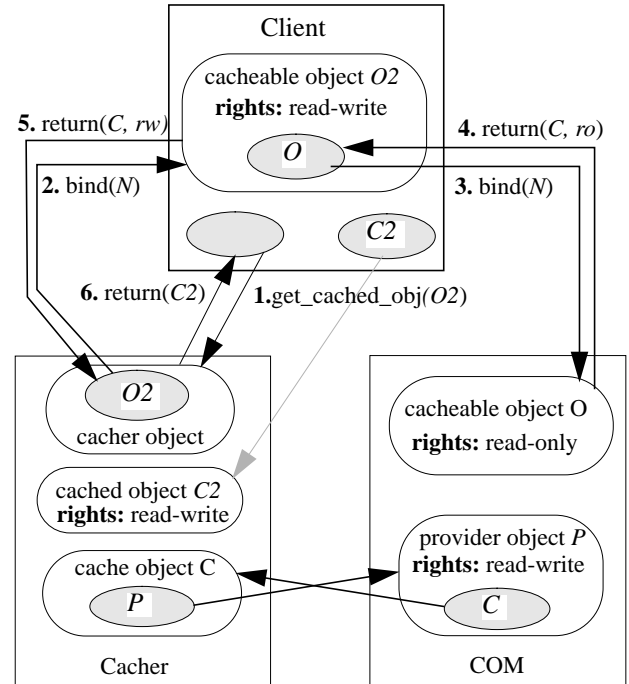 Client
cacheable object O2
rights: read-write
O
5. return(C, rw)
4. return(C, ro)
2. bind(N)
3. bind(N)
C2
6. return(C2)
1.get_cached_obj(O2)
O2
cacher object
cached object C2
rights: read-write
cache object C
P
Cacher
cacheable object O
rights: read-only
provider object P
rights: read-write
C
COM